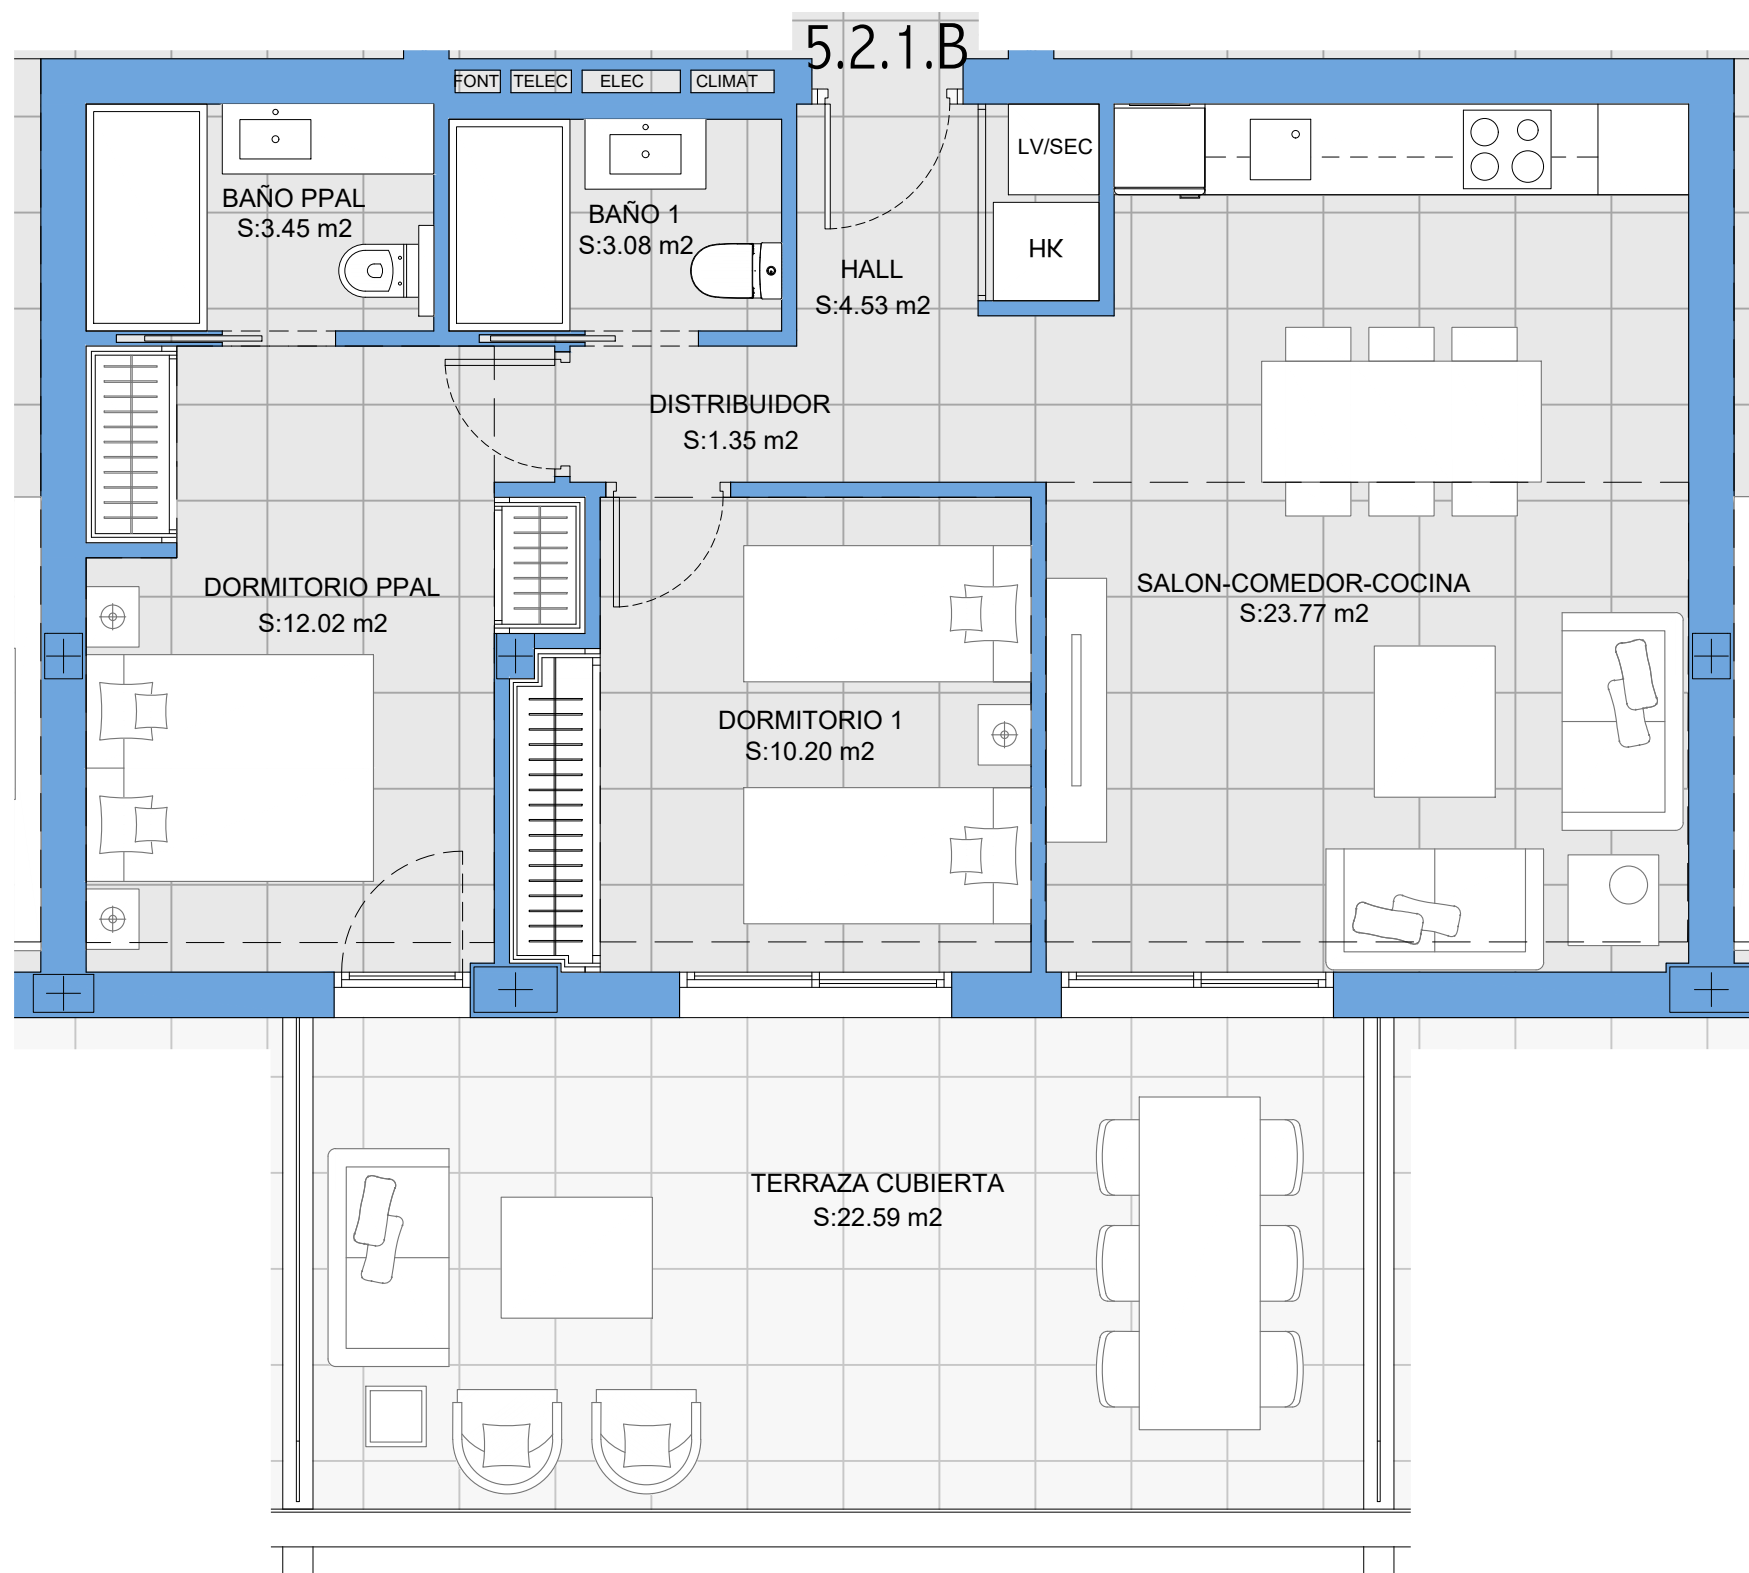 5.2.1.B
FONT
TELEC
ELEC
CLIMAT
LV/SEC
BAÑO PPAL
S:3.45 m2
BAÑO 1
S:3.08 m2
HK
HALL
S:4.53 m2
DISTRIBUIDOR
S:1.35 m2
DORMITORIO PPAL
S:12.02 m2
SALON-COMEDOR-COCINA
S:23.77 m2
DORMITORIO 1
S:10.20 m2
TERRAZA CUBIERTA
S:22.59 m2